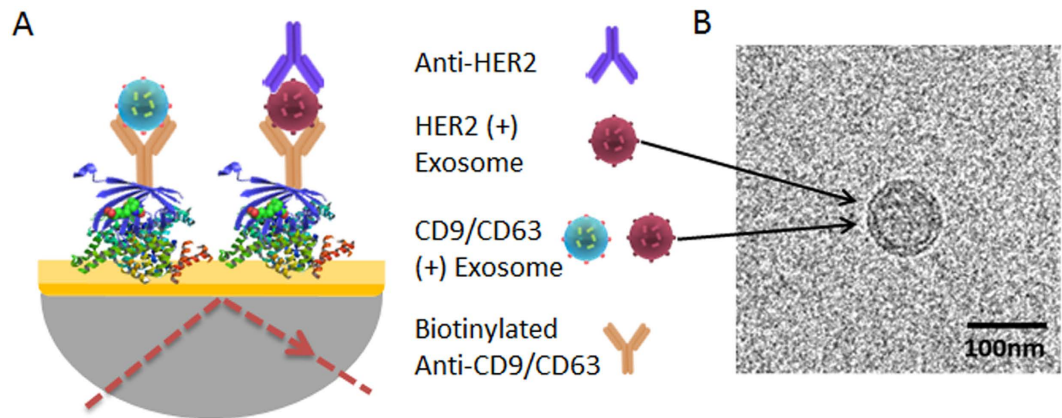 A
Anti-HER2
HER2 (+)
Exosome
CD9/CD63
(+) Exosome
Biotinylated
Anti-CD9/CD63
B
100nm